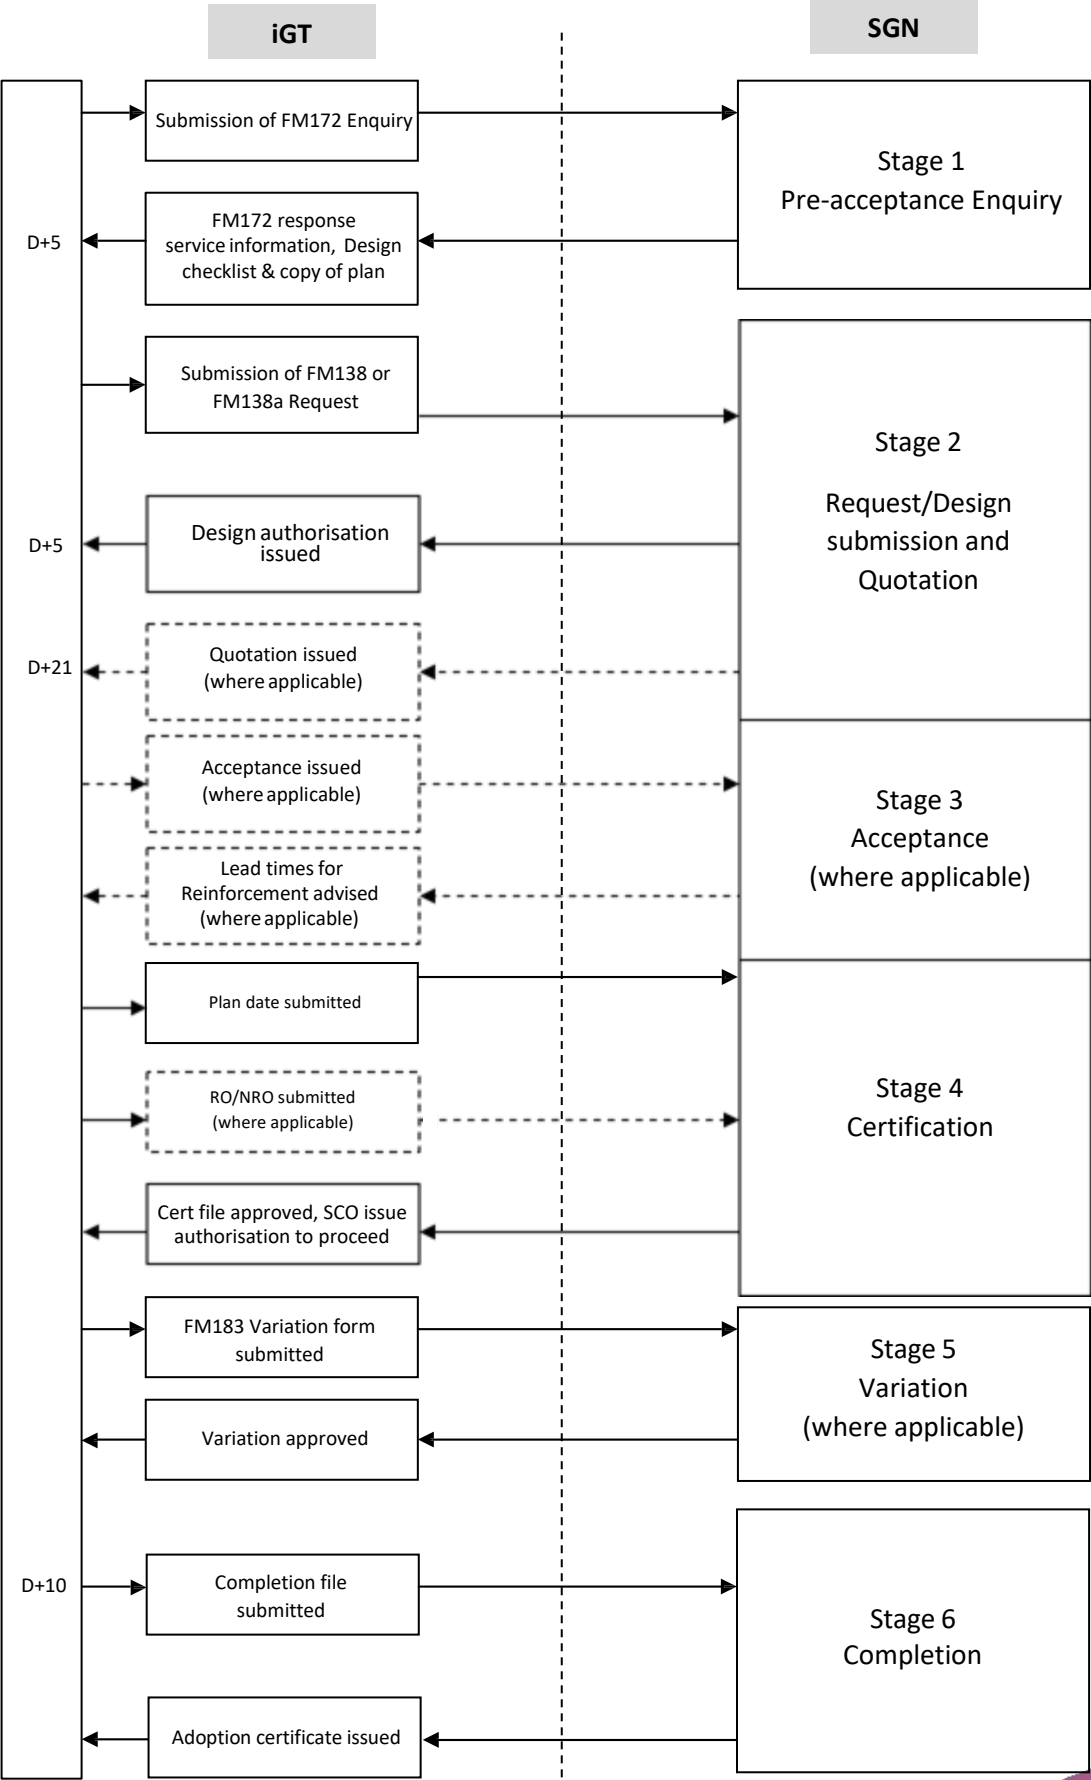 iGT
SGN
Submission of FM172 Enquiry
Stage 1
Pre-acceptance Enquiry
D+5
FM172 response
service information, Design
checklist & copy of plan
Submission of FM138 or
FM138a Request
Stage 2
Request/Design
submission and
Quotation
D+5
Design authorisation
issued
D+21
Quotation issued
(where applicable)
Acceptance issued
(where applicable)
Stage 3
Acceptance
(where applicable)
Lead times for
Reinforcement advised
(where applicable)
Plan date submitted
Stage 4
Certification
RO/NRO submitted
(where applicable)
Cert file approved, SCO issue
authorisation to proceed
FM183 Variation form
submitted
Stage 5
Variation
(where applicable)
Variation approved
D+10
Completion file
submitted
Stage 6
Completion
Adoption certificate issued